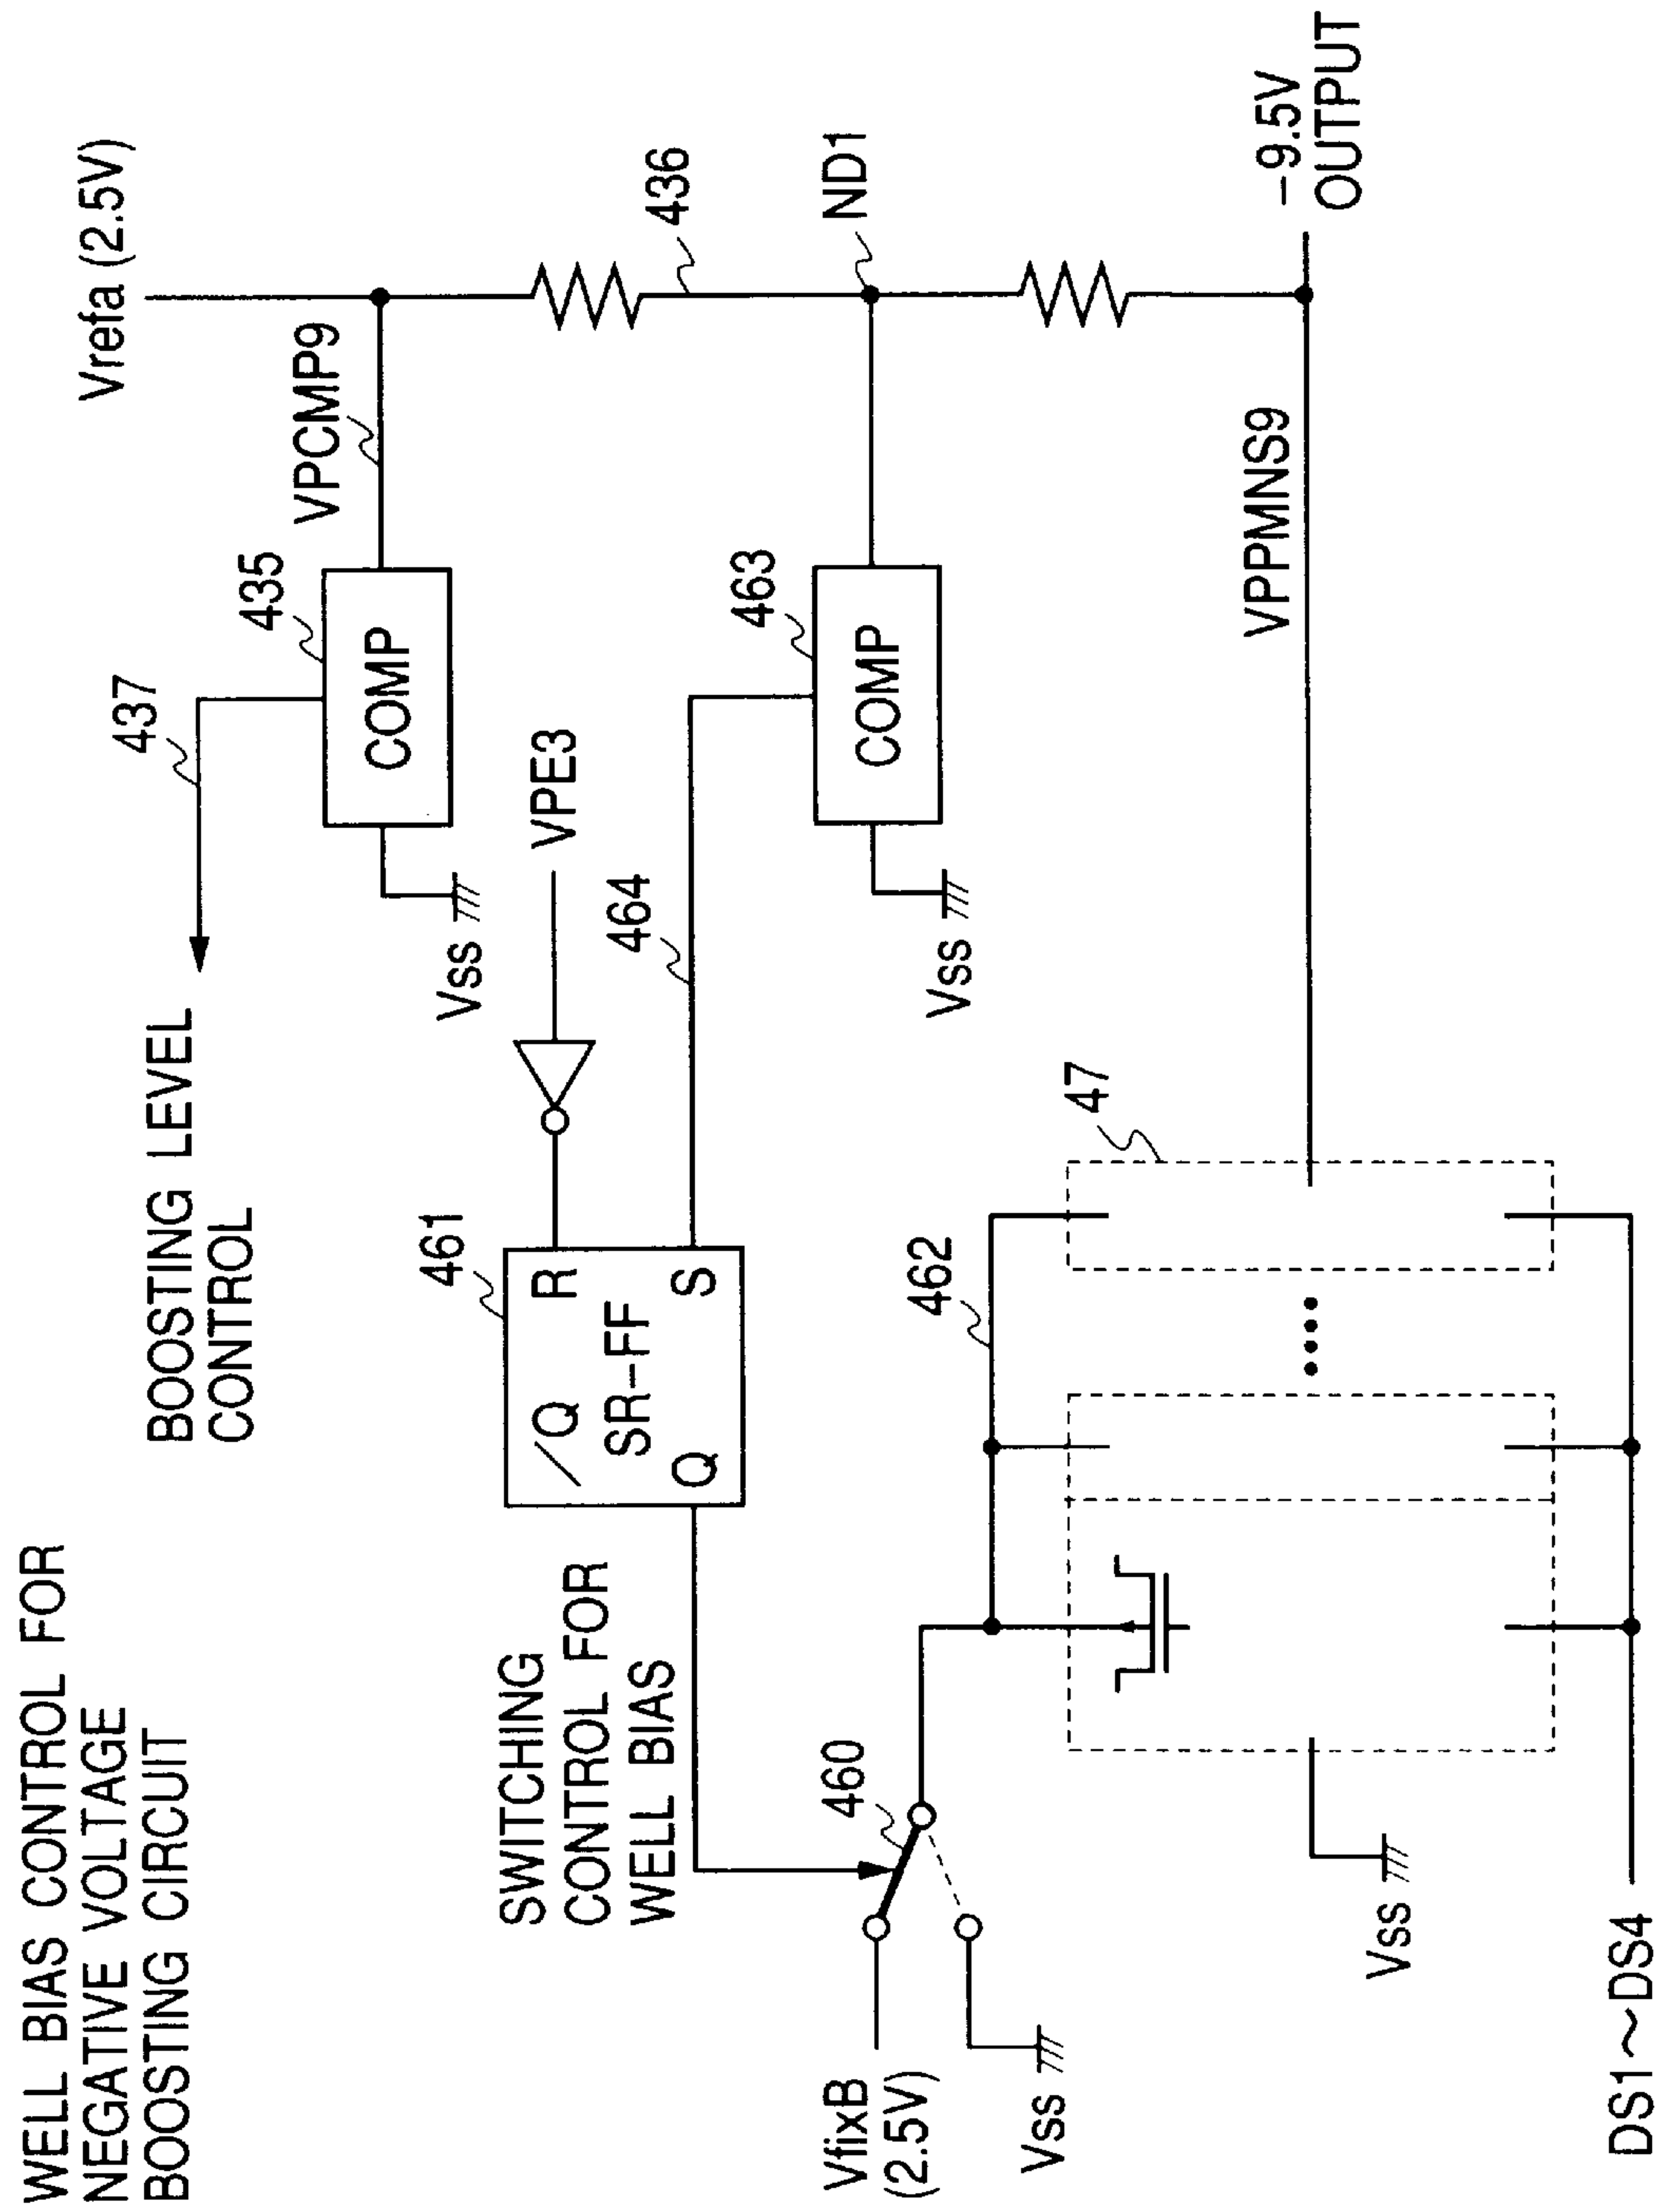 WELL BIAS CONTROL FOR
NEGATIVE VOLTAGE
BOOSTING CIRCUIT
BOOSTING LEVEL
CONTROL
437
435
COMP
Vss
VPCMP9
Vrefa (2.5V)
436
ND1
SWITCHING
CONTROL FOR
WELL BIAS
461
/Q
R
SR-FF
Q
S
VPE3
464
463
COMP
Vss
VfixB
(2.5V)
Vss
460
462
47
Vss
VPPMNS9
-9.5V
OUTPUT
DS1~DS4